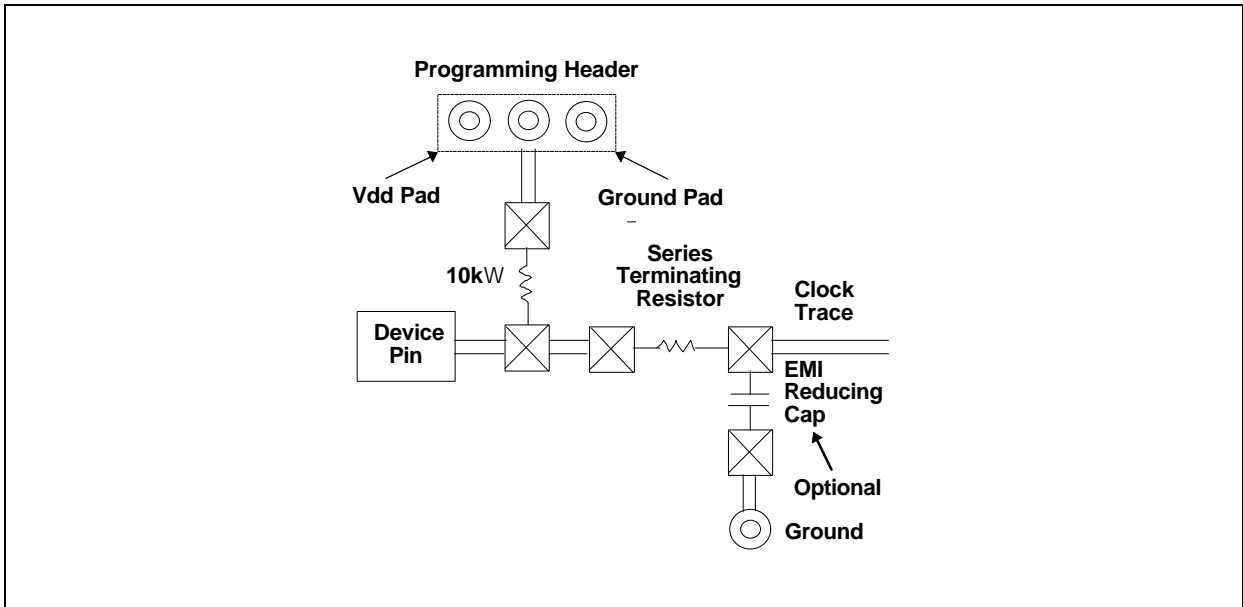 Programming Header
Vdd Pad
Ground Pad
10kW
Series
Terminating
Resistor
Clock
Trace
Device
Pin
EMI
Reducing
Cap
Optional
Ground